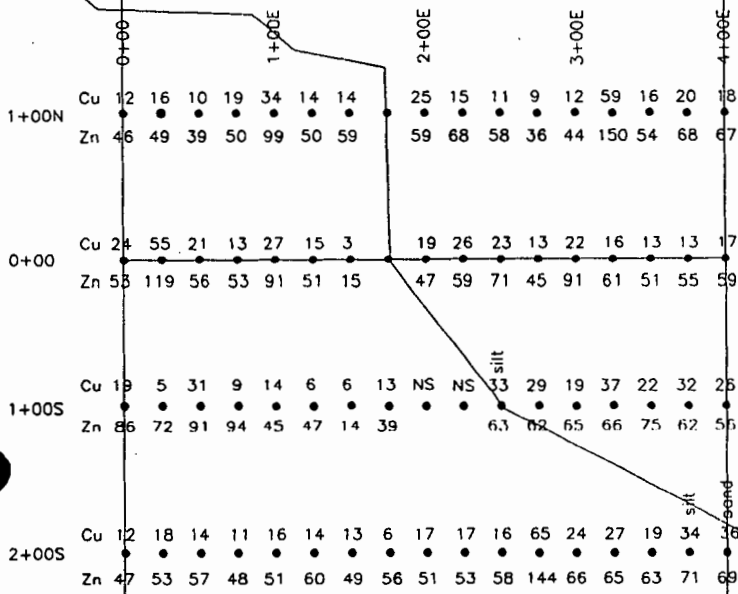 0+00 1+00E 2+00E 3+00E 4+00E
Cu 12 16 10 19 34 14 14 25 15 11 9 12 59 16 20 18
1+00N
Zn 46 49 39 50 99 50 59 59 68 58 36 44 150 54 68 67
Cu 24 55 21 13 27 15 3 19 26 23 13 22 16 13 13 17
0+00
Zn 53 119 56 53 91 51 15 47 59 71 45 91 61 51 55 59
silt
Cu 19 5 31 9 14 6 6 13 NS NS 33 29 19 37 22 32 26
1+00S
Zn 86 72 91 94 45 47 14 39 63 62 65 66 75 62 56
silt sand
Cu 12 18 14 11 16 14 13 6 17 17 16 65 24 27 19 34 36
2+00S
Zn 47 53 57 48 51 60 49 56 51 53 58 144 66 65 63 71 69